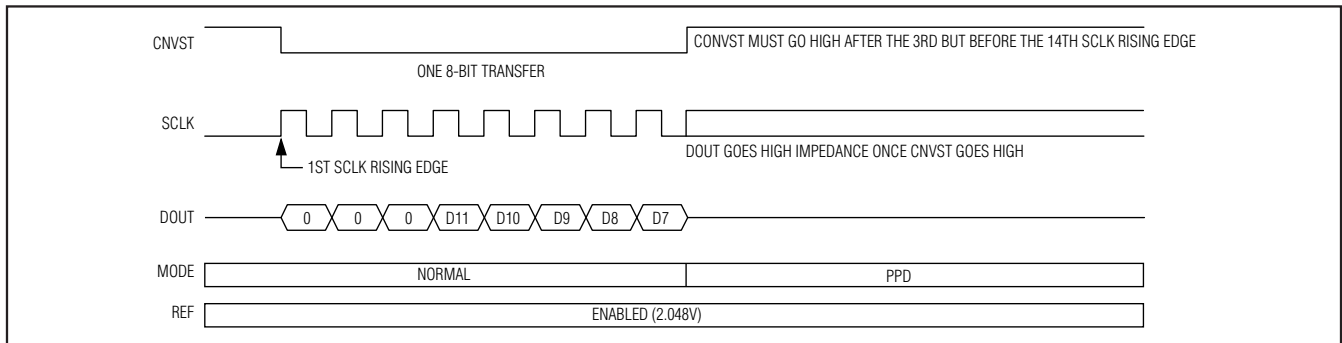 CNVST
CONVST MUST GO HIGH AFTER THE 3RD BUT BEFORE THE 14TH SCLK RISING EDGE
ONE 8-BIT TRANSFER
SCLK
DOUT GOES HIGH IMPEDANCE ONCE CNVST GOES HIGH
1ST SCLK RISING EDGE
DOUT 0 0 0 D11 D10 D9 D8 D7
MODE NORMAL PPD
REF ENABLED (2.048V)